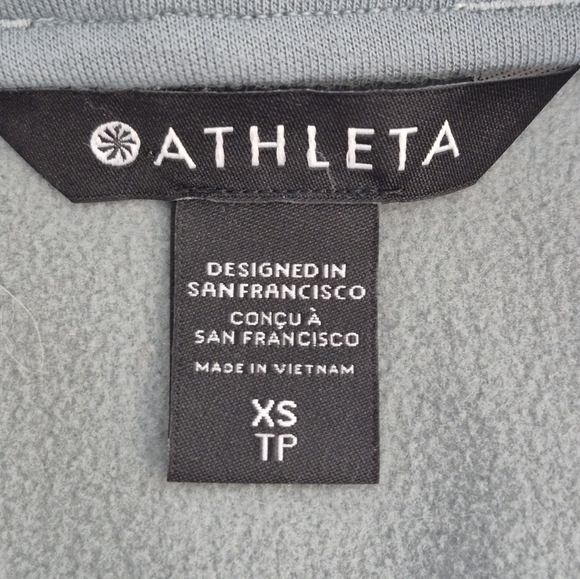 ATHLETA
DESIGNED IN
SAN FRANCISCO
CONÇU À
SAN FRANCISCO
MADE IN VIETNAM
XS
TP